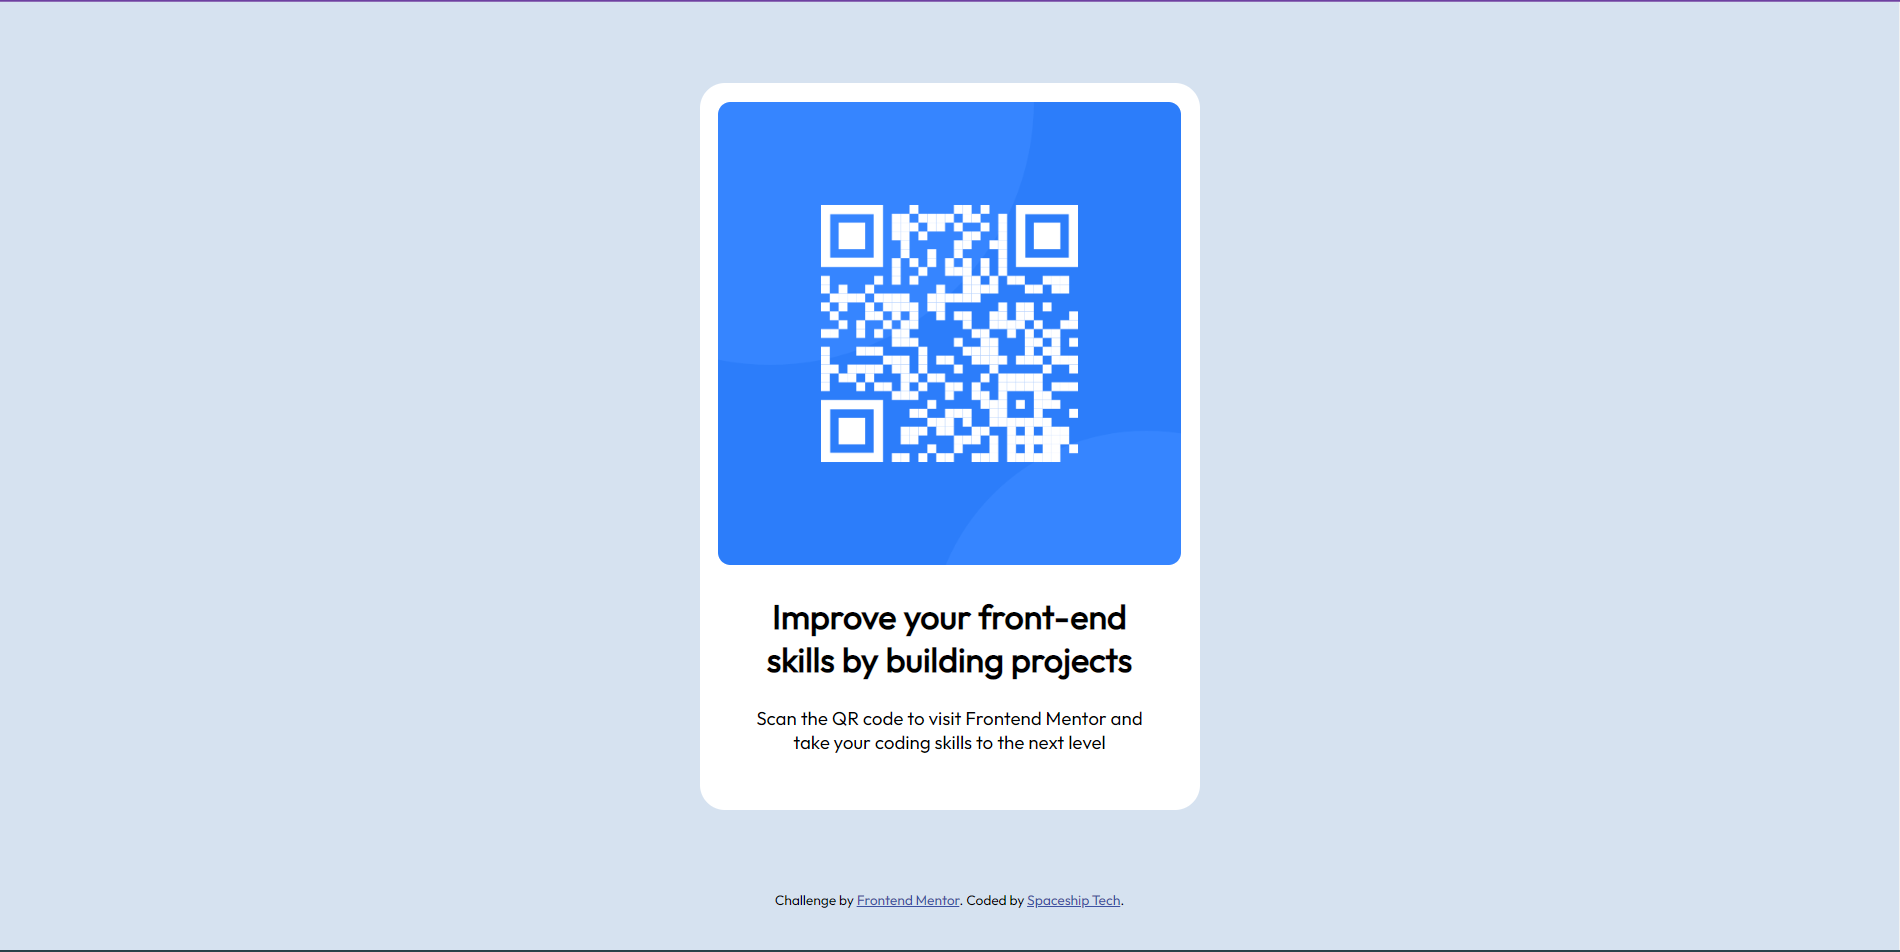 Improve your front-end
skills by building projects
Scan the QR code to visit Frontend Mentor and
take your coding skills to the next level
Challenge by Frontend Mentor. Coded by Spaceship Tech.